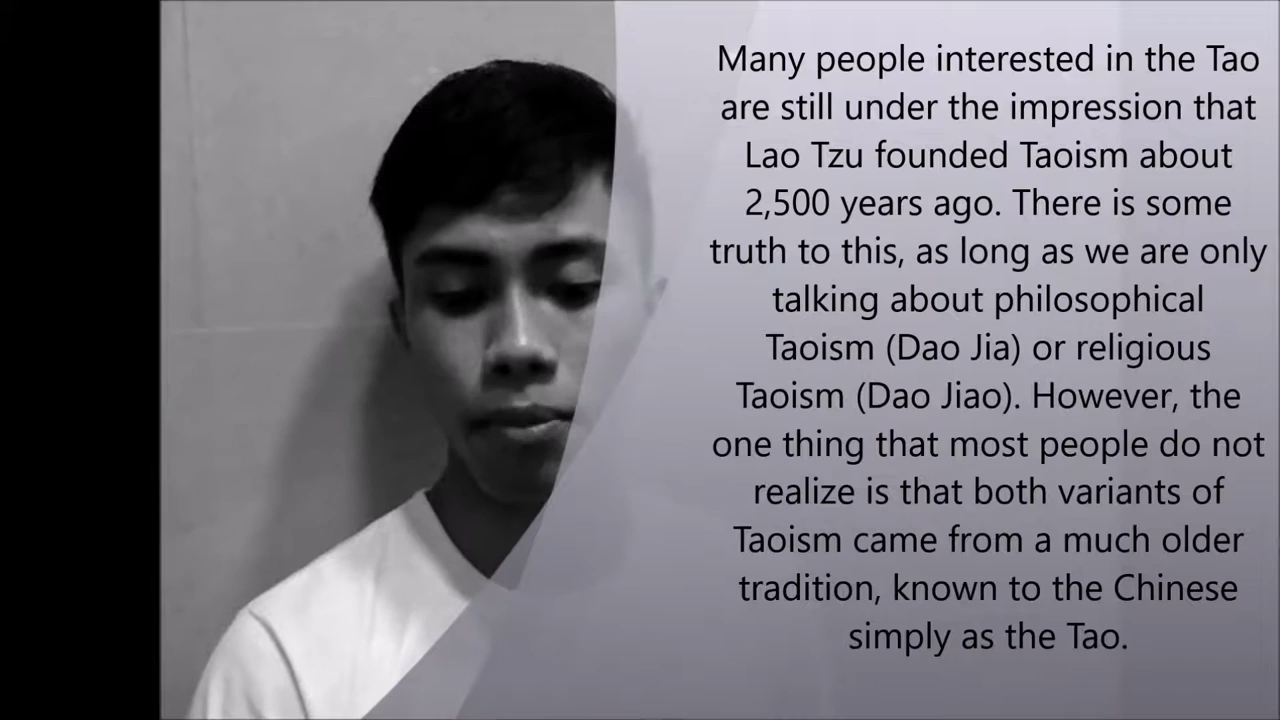 Many people interested in the Tao
are still under the impression that
Lao Tzu founded Taoism about
2,500 years ago. There is some
truth to this, as long as we are only
talking about philosophical
Taoism (Dao Jia) or religious
Taoism (Dao Jiao). However, the
one thing that most people do not
realize is that both variants of
Taoism came from a much older
tradition, known to the Chinese
simply as the Tao.